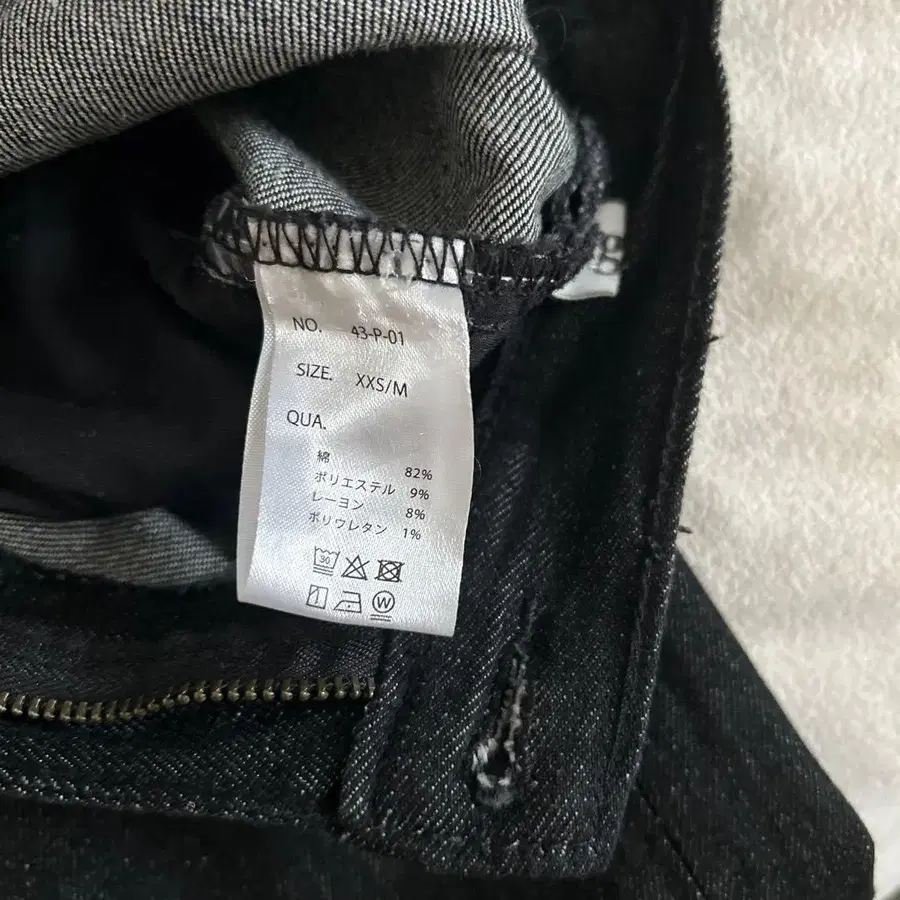 NO. 43-P-01
SIZE. XXS/M
QUA.
綿 82%
ポリエステル 9%
レーヨン 8%
ポリウレタン 1%
30
W